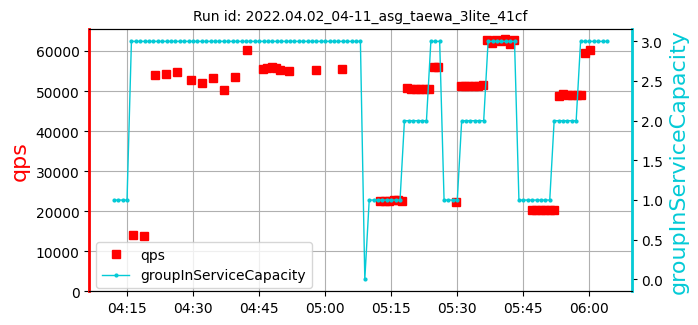 Run id: 2022.04.02_04-11_asg_taewa_3lite_41cf
60000
50000
40000
30000
20000
10000
0
qps
3.0
2.5
2.0
1.5
1.0
0.5
0.0
groupInServiceCapacity
qps
groupInServiceCapacity
04:15 04:30 04:45 05:00 05:15 05:30 05:45 06:00